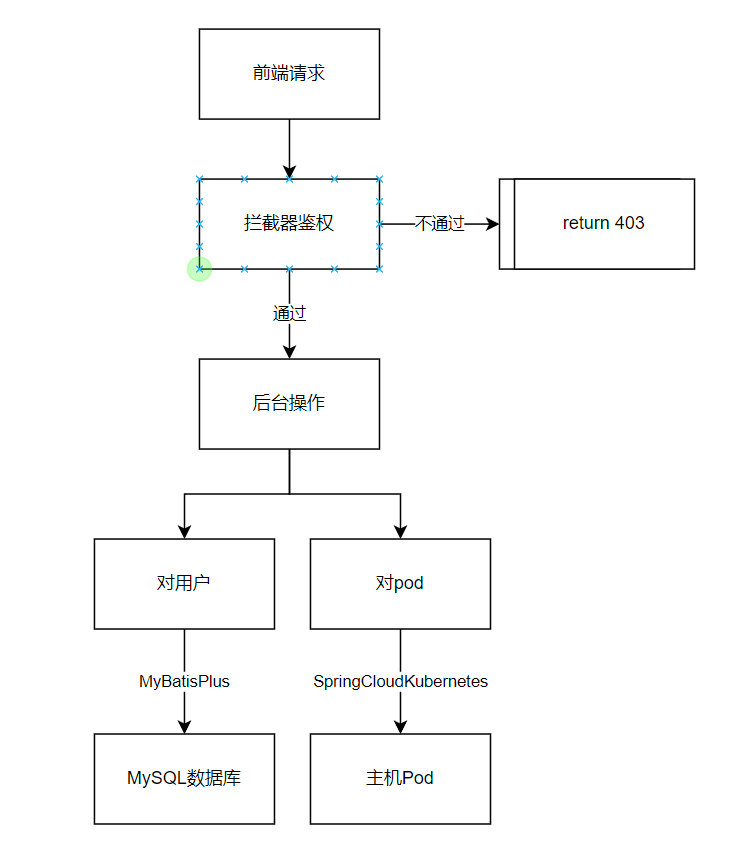 前端请求
拦截器鉴权
不通过
return 403
通过
后台操作
对用户
对pod
MyBatisPlus
SpringCloudKubernetes
MySQL数据库
主机Pod